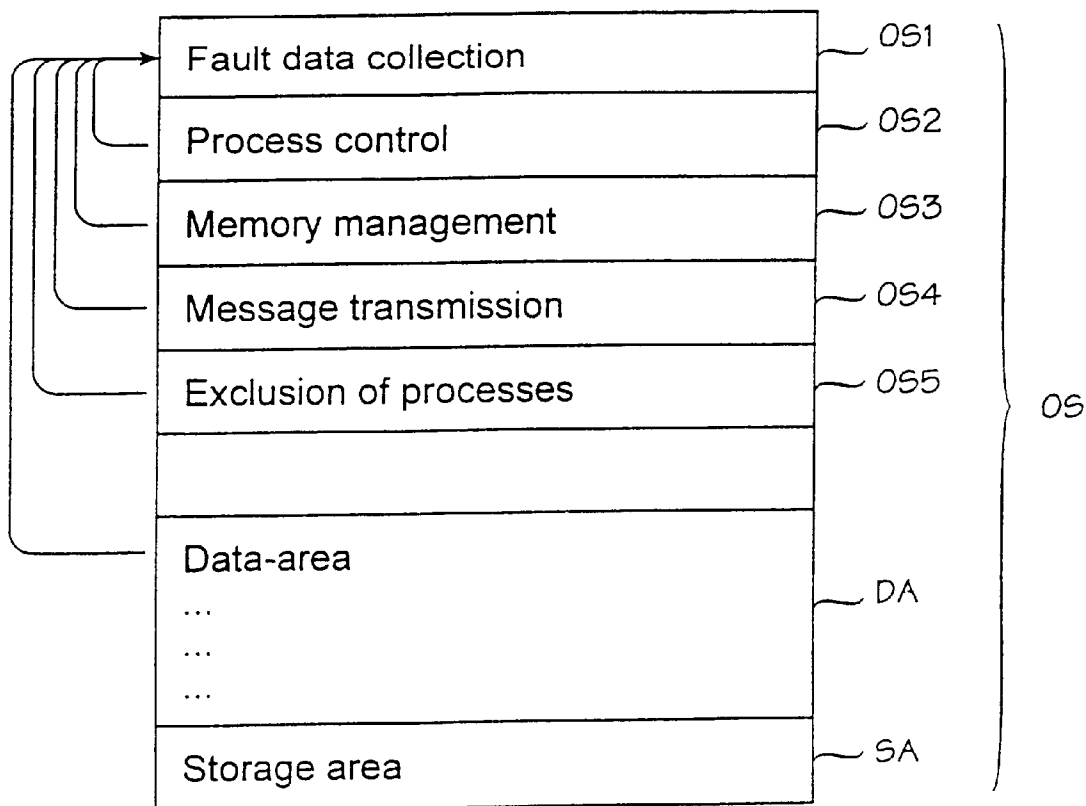 Fault data collection OS1
Process control OS2
Memory management OS3
Message transmission OS4
Exclusion of processes OS5
OS
Data-area
...
DA
...
...
Storage area SA